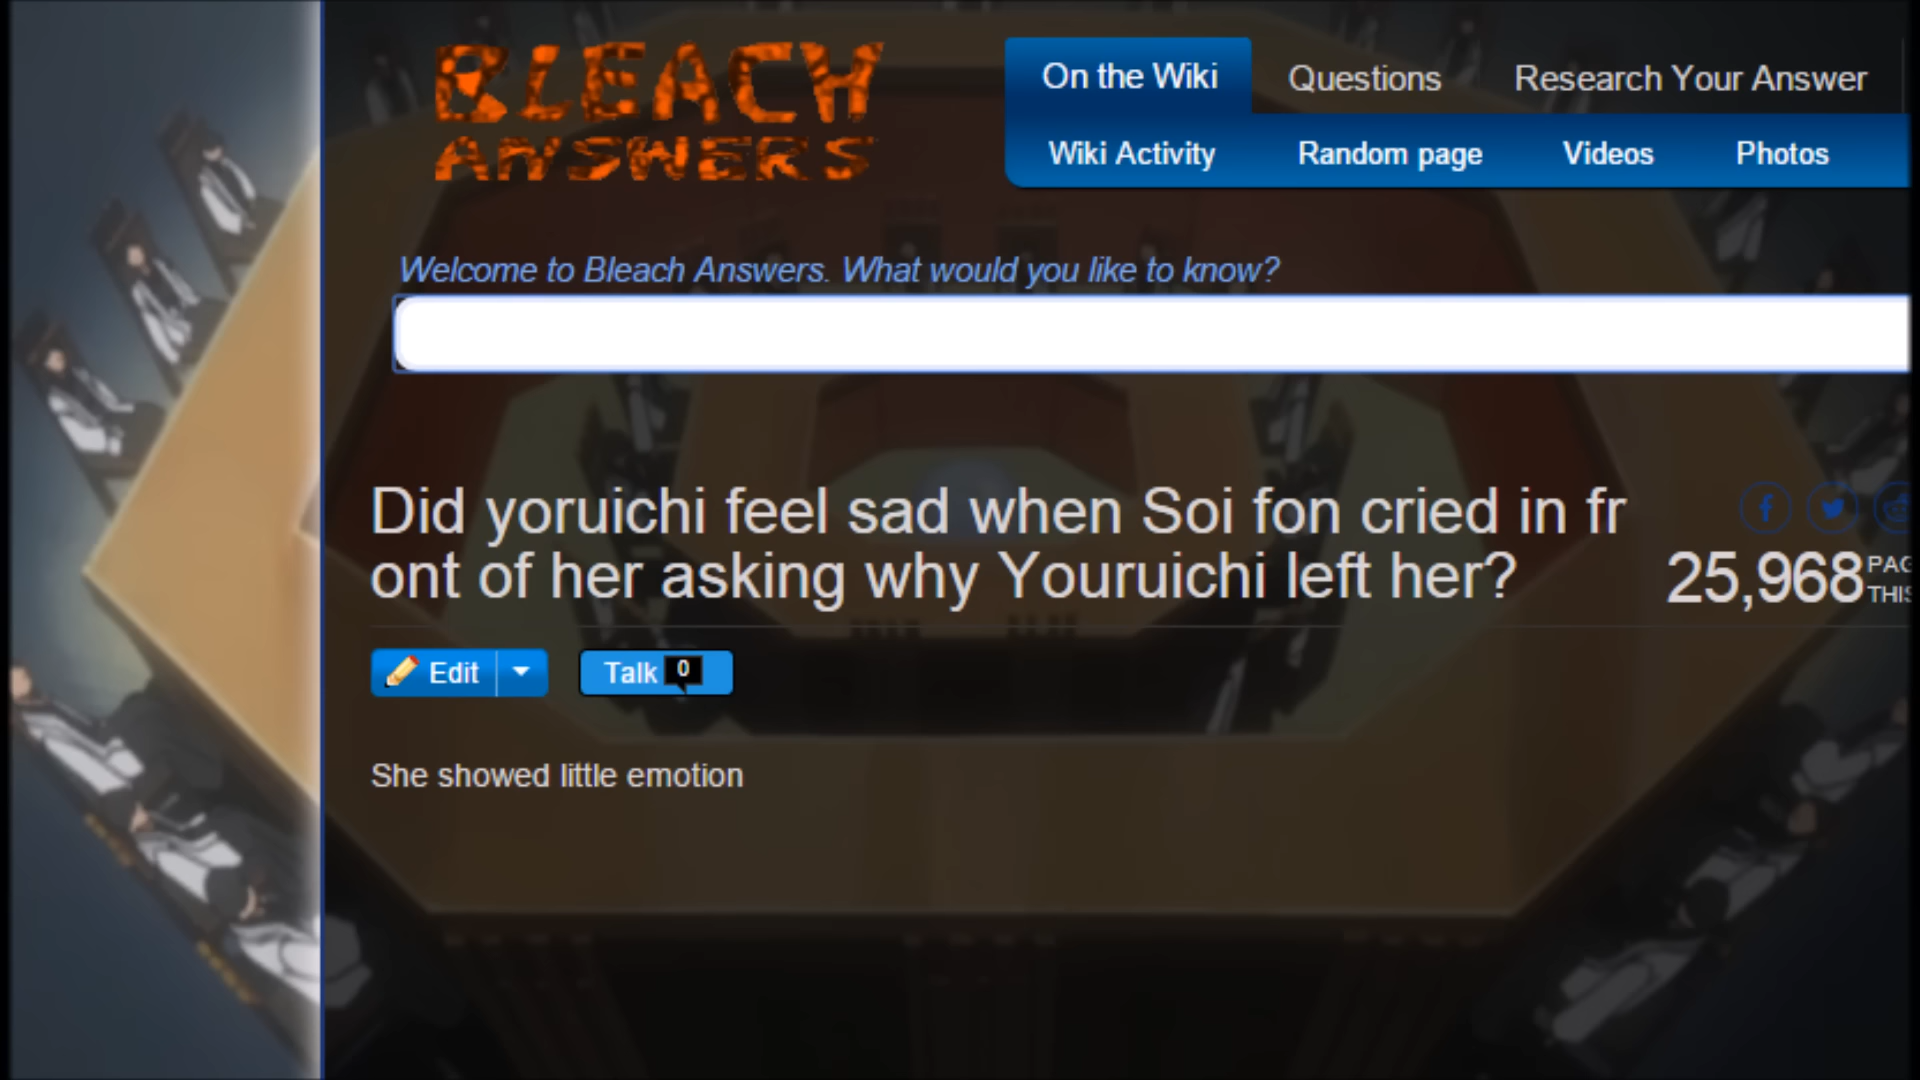 BLEACH
ANSWERS
On the Wiki Questions Research Your Answer
Wiki Activity Random page Videos Photos
Welcome to Bleach Answers. What would you like to know?
Did yoruichi feel sad when Soi fon cried in fr
ont of her asking why Youruichi left her?
25,968 PAG
THIS
Edit Talk 0
She showed little emotion